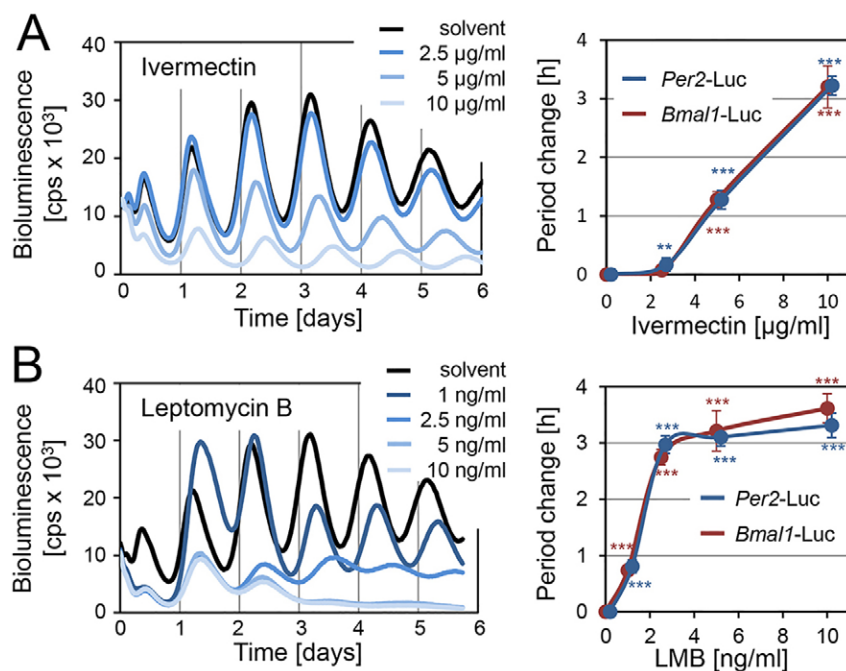 A
Ivermectin
solvent
2.5 µg/ml
5 µg/ml
10 µg/ml
Bioluminescence
[cps x 10³]
40
30
20
10
0
0 1 2 3 4 5 6
Time [days]
Period change [h]
4
3
2
1
0
Per2-Luc
Bmal1-Luc
***
***
***
***
**
0 2 4 6 8 10
Ivermectin [µg/ml]
B
Leptomycin B
solvent
1 ng/ml
2.5 ng/ml
5 ng/ml
10 ng/ml
Bioluminescence
[cps x 10³]
40
30
20
10
0
0 1 2 3 4 5 6
Time [days]
Period change [h]
4
3
2
1
0
***
***
***
***
***
***
***
***
Per2-Luc
Bmal1-Luc
0 2 4 6 8 10
LMB [ng/ml]